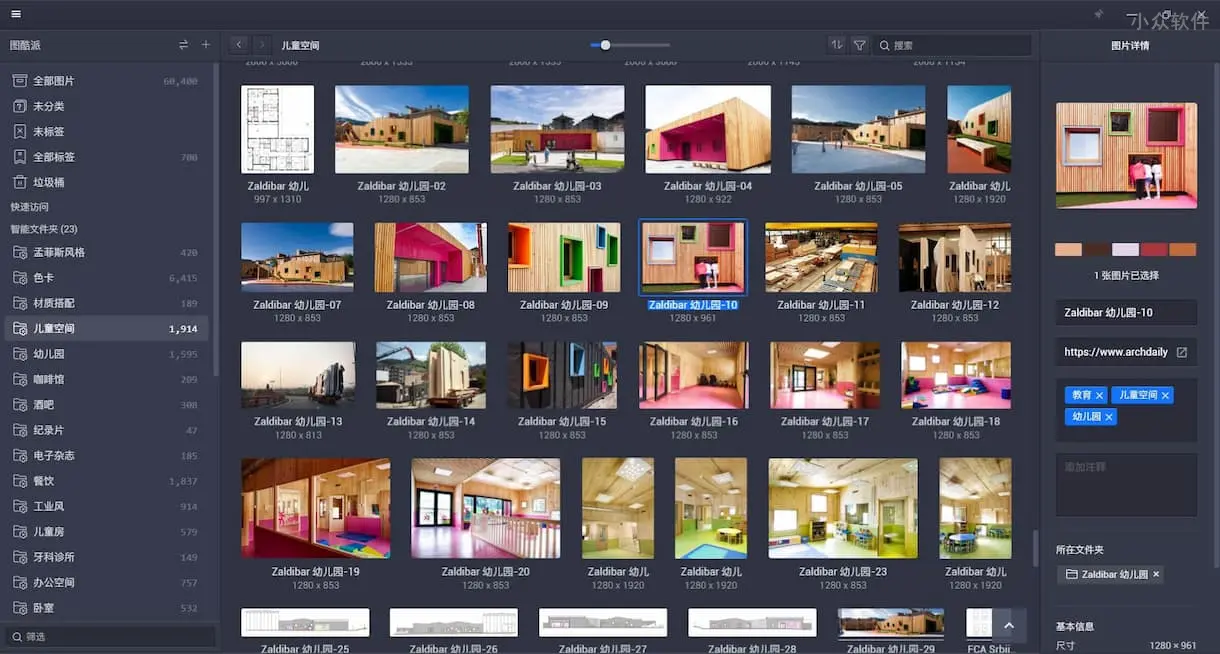 小众软件
图酷派
儿童空间
搜索
图片详情
全部图片 60,400
未分类
未标签
全部标签 700
垃圾桶
快速访问
智能文件夹 (23)
孟菲斯风格 420
色卡 6,415
材质搭配 189
儿童空间 1,914
幼儿园 1,595
咖啡馆 209
酒吧 308
纪录片 47
电子杂志 185
餐饮 1,837
工业风 914
儿童房 579
牙科诊所 149
办公空间 757
卧室 532
筛选
Zaldibar 幼儿 Zaldibar 幼儿园-02 Zaldibar 幼儿园-03 Zaldibar 幼儿园-04 Zaldibar 幼儿园-05 Zaldibar 幼儿
997 x 1310 1280 x 853 1280 x 853 1280 x 922 1280 x 853 1280 x 1920
Zaldibar 幼儿园-07 Zaldibar 幼儿园-08 Zaldibar 幼儿园-09 Zaldibar 幼儿园-10 Zaldibar 幼儿园-11 Zaldibar 幼儿园-12
1280 x 853 1280 x 853 1280 x 853 1280 x 961 1280 x 853 1280 x 853
Zaldibar 幼儿园-13 Zaldibar 幼儿园-14 Zaldibar 幼儿园-15 Zaldibar 幼儿园-16 Zaldibar 幼儿园-17 Zaldibar 幼儿园-18
1280 x 813 1280 x 853 1280 x 853 1280 x 853 1280 x 853 1280 x 853
Zaldibar 幼儿园-19 Zaldibar 幼儿园-20 Zaldibar 幼儿 Zaldibar 幼儿 Zaldibar 幼儿园-23 Zaldibar 幼儿
1280 x 853 1280 x 853 1280 x 1920 1280 x 1920 1280 x 853 1280 x 1920
Zaldibar 幼儿园-25 Zaldibar 幼儿园-26 Zaldibar 幼儿园-27 Zaldibar 幼儿园-28 Zaldibar 幼儿园-29 FCA Srbij...
1 张图片已选择
Zaldibar 幼儿园-10
https://www.archdaily
教育 儿童空间
幼儿园
添加注释
所在文件夹
Zaldibar 幼儿园
基本信息
尺寸 1280 × 961